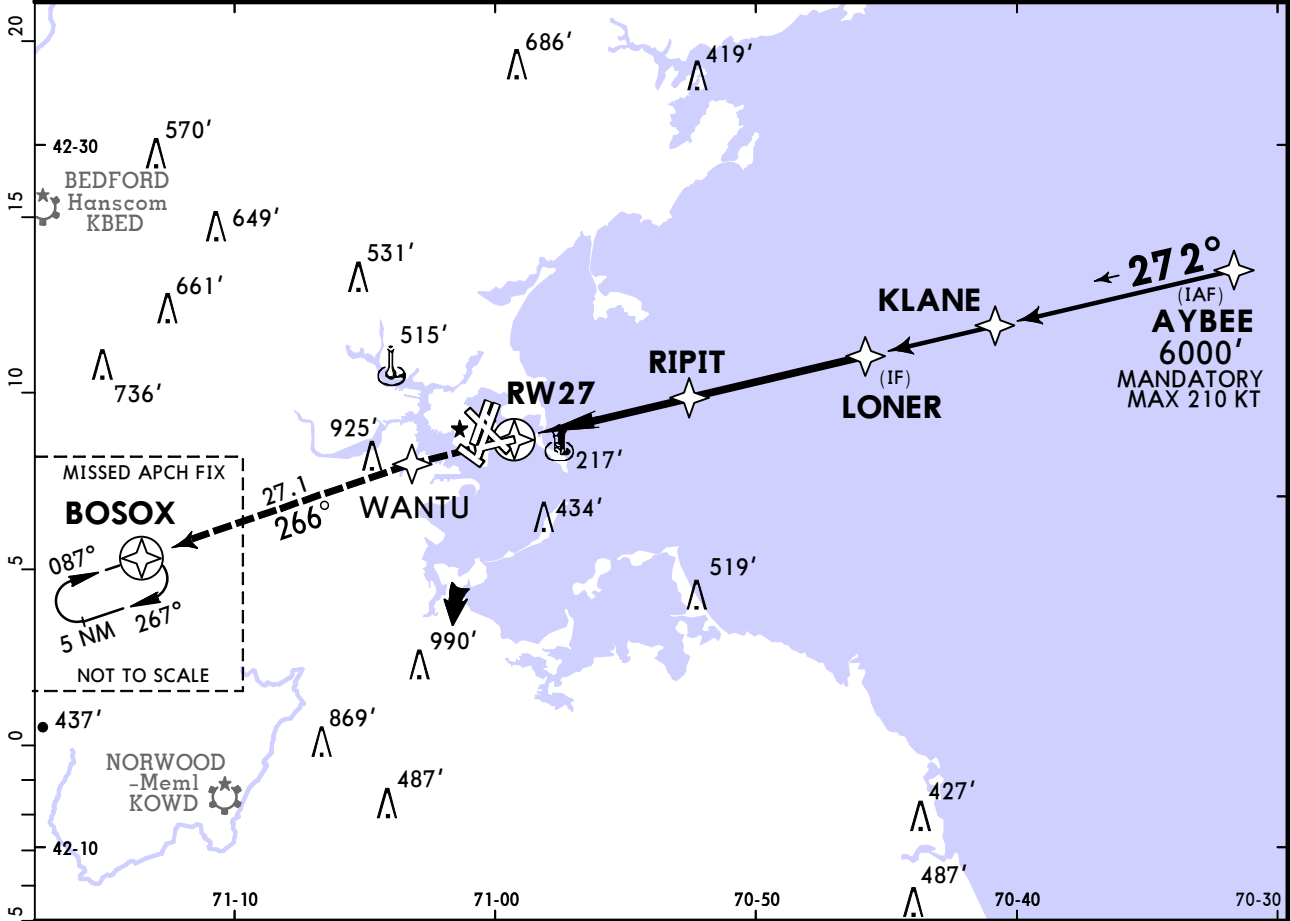 20
686'
419'
570'
42-30
BEDFORD
Hanscom
KBED
15
649'
531'
272°
(IAF)
AYBEE
6000'
MANDATORY
MAX 210 KT
661'
KLANE
515'
RIPIT
(IF)
LONER
736'
10
RW27
925'
217'
MISSED APCH FIX
BOSOX
27.1
266°
WANTU
434'
087°
267°
5 NM
5
519'
990'
NOT TO SCALE
437'
0
869'
NORWOOD
-Meml
KOWD
487'
427'
42-10
487'
5
71-10
71-00
70-50
70-40
70-30